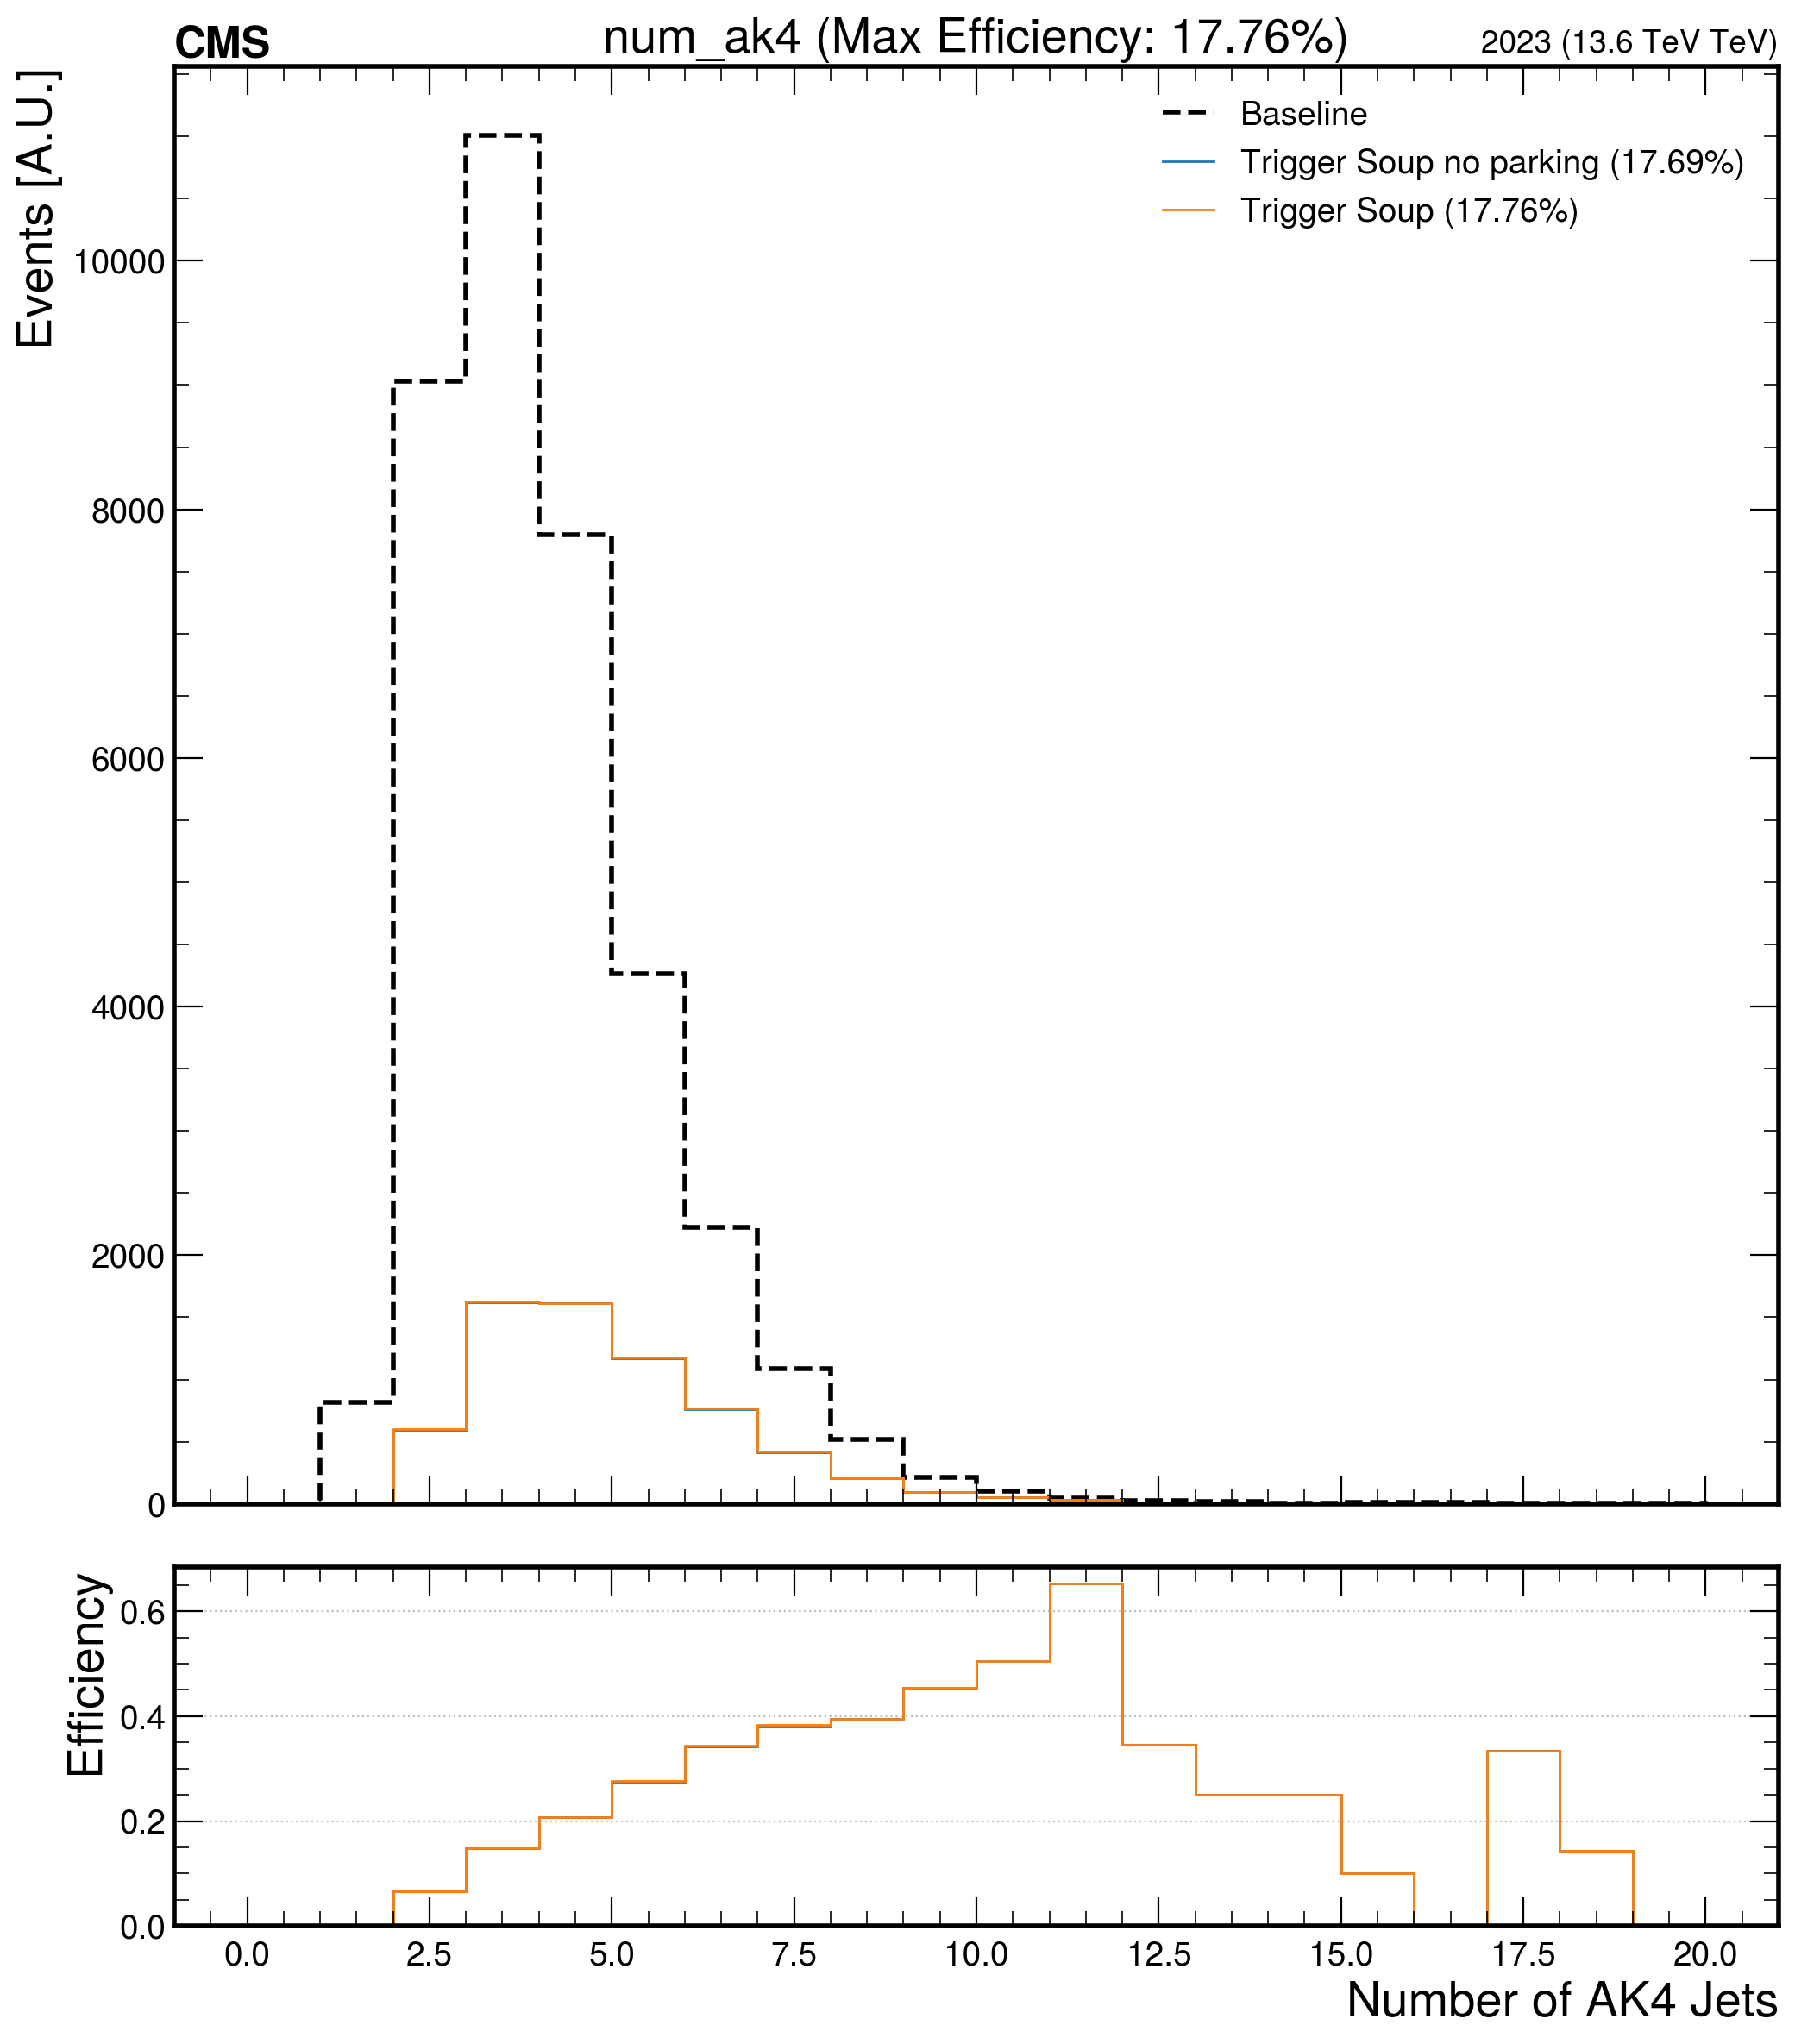 CMS num_ak4 (Max Efficiency: 17.76%) 2023 (13.6 TeV TeV)
Events [A.U.]
Baseline
Trigger Soup no parking (17.69%)
Trigger Soup (17.76%)
10000
8000
6000
4000
2000
0
Efficiency
0.6
0.4
0.2
0.0
0.0 2.5 5.0 7.5 10.0 12.5 15.0 17.5 20.0
Number of AK4 Jets